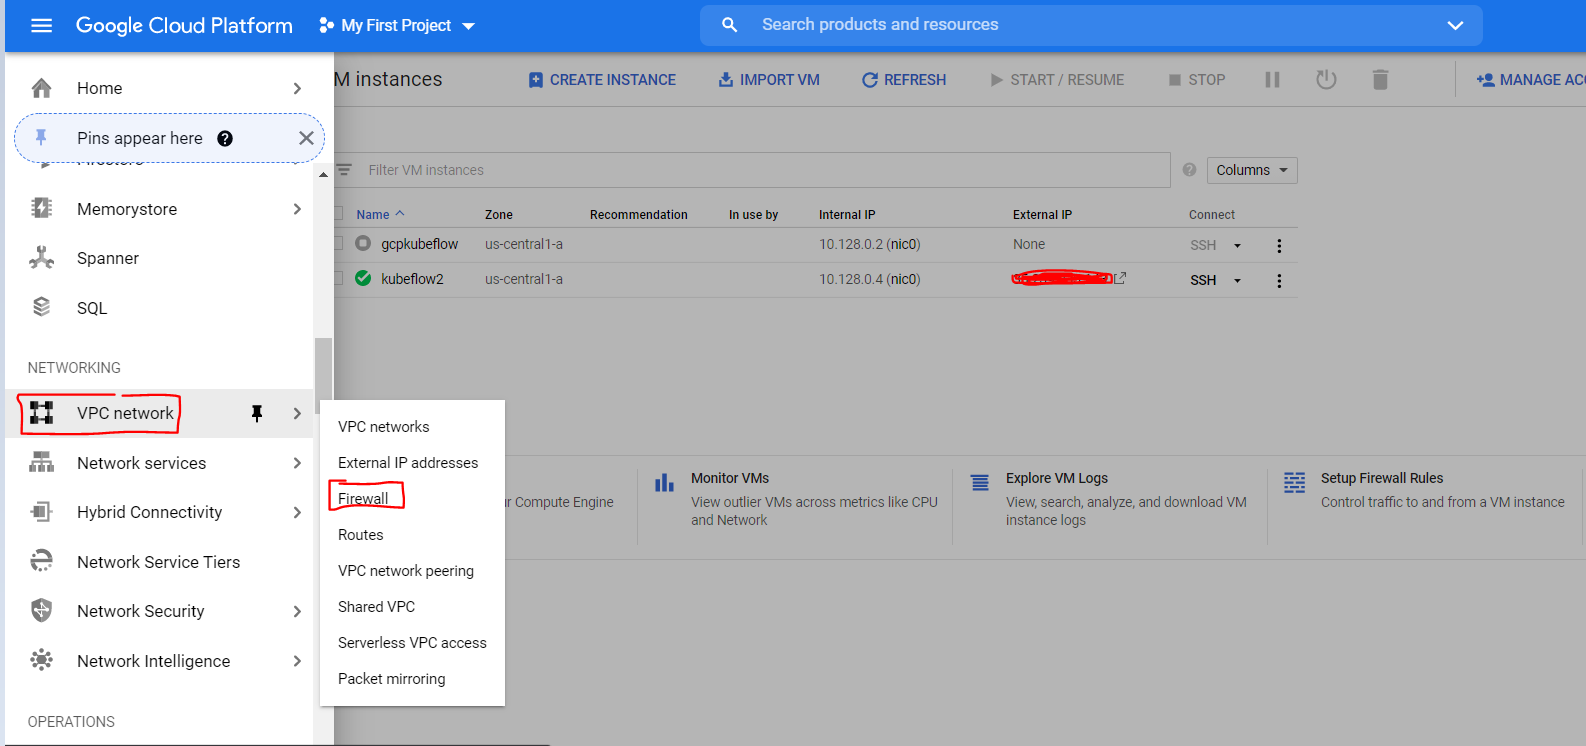 Google Cloud Platform
My First Project
Search products and resources
M instances
CREATE INSTANCE
IMPORT VM
REFRESH
START / RESUME
STOP
MANAGE ACC
Home
Pins appear here
Memorystore
Spanner
SQL
NETWORKING
VPC network
Network services
Hybrid Connectivity
Network Service Tiers
Network Security
Network Intelligence
OPERATIONS
VPC networks
External IP addresses
Firewall
Routes
VPC network peering
Shared VPC
Serverless VPC access
Packet mirroring
Filter VM instances
Columns
Name Zone Recommendation In use by Internal IP External IP Connect
gcpkubeflow us-central1-a 10.128.0.2 (nic0) None SSH
kubeflow2 us-central1-a 10.128.0.4 (nic0) SSH
ur Compute Engine
Monitor VMs
View outlier VMs across metrics like CPU
and Network
Explore VM Logs
View, search, analyze, and download VM
instance logs
Setup Firewall Rules
Control traffic to and from a VM instance